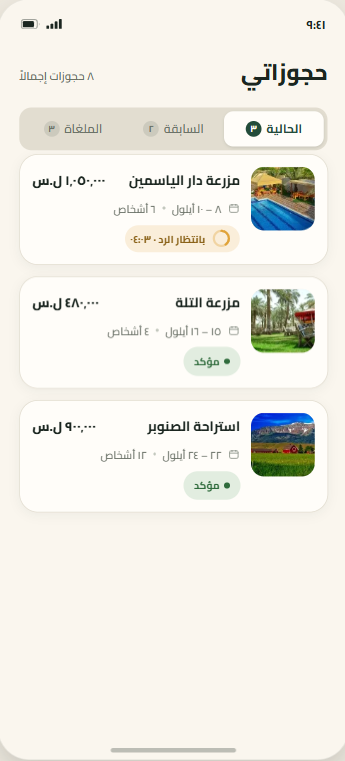 ٩:٤١
حجوزاتي
٨ حجوزات إجمالاً
الحالية ٣
السابقة ٢
الملغاة ٣
مزرعة دار الياسمين
١,٠٥٠,٠٠٠ ل.س
٨ – ١٠ أيلول • ٦ أشخاص
بانتظار الرد · ٠٤:٠٣
مزرعة التلة
٤٨٠,٠٠٠ ل.س
١٥ – ١٦ أيلول • ٤ أشخاص
مؤكد
استراحة الصنوبر
٩٠٠,٠٠٠ ل.س
٢٢ – ٢٤ أيلول • ١٢ أشخاص
مؤكد